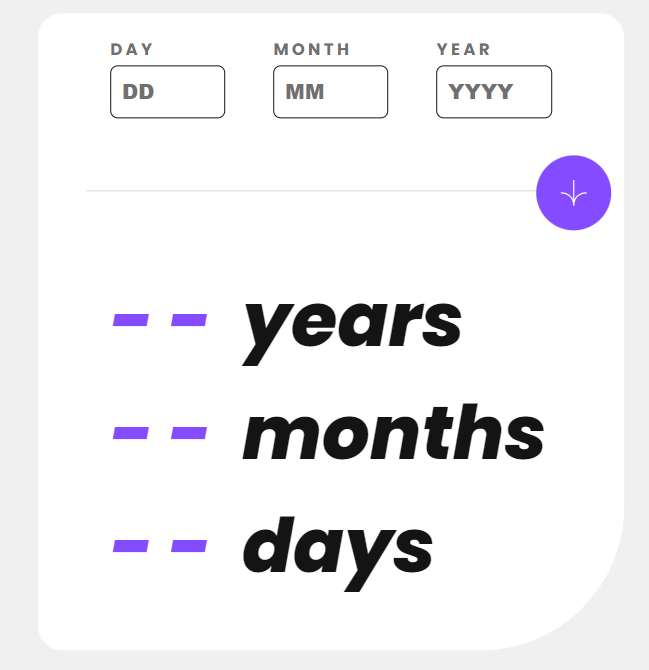 DAY MONTH YEAR
DD MM YYYY
-- years
-- months
-- days